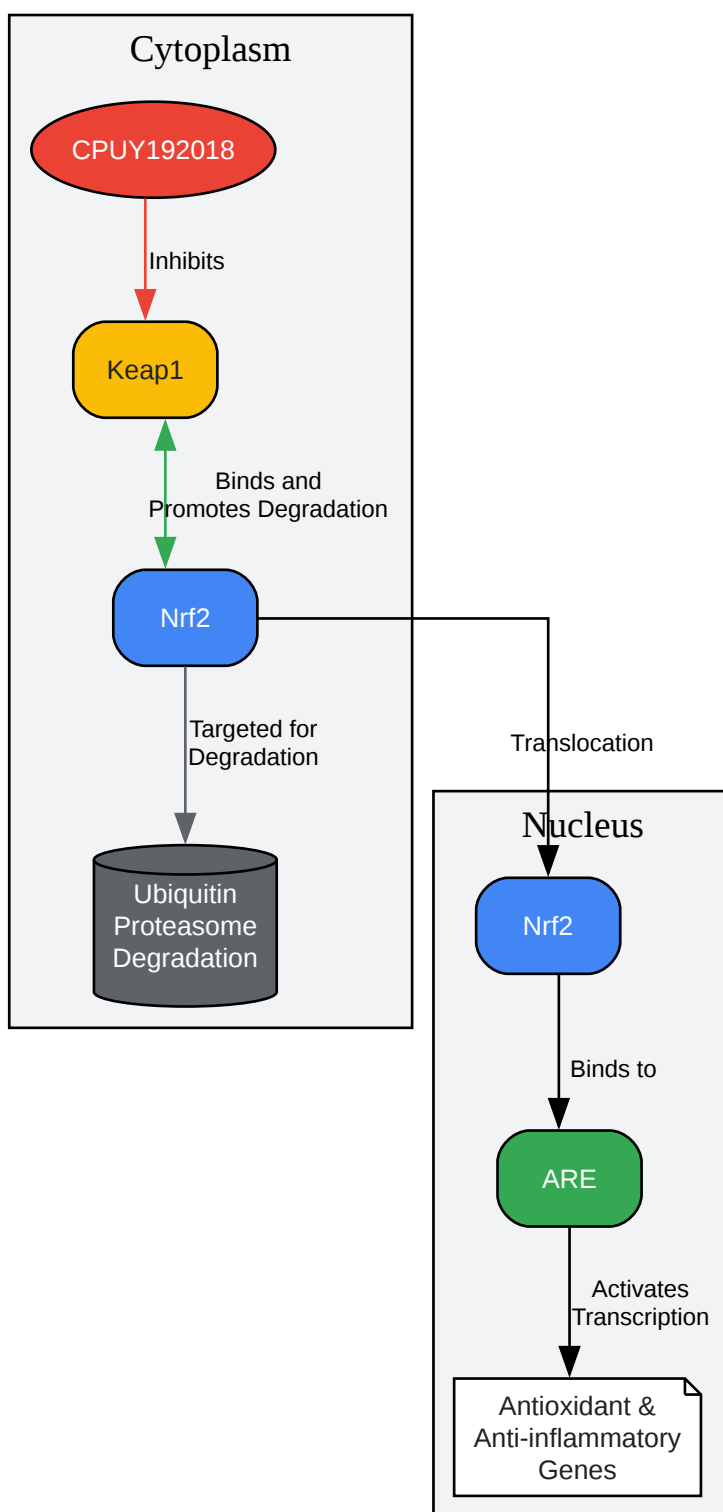 Cytoplasm
CPUY192018
Inhibits
Keap1
Binds and
Promotes Degradation
Nrf2
Targeted for
Degradation
Ubiquitin
Proteasome
Degradation
Translocation
Nucleus
Nrf2
Binds to
ARE
Activates
Transcription
Antioxidant &
Anti-inflammatory
Genes